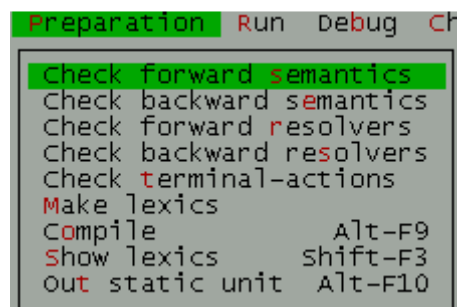 Preparation Run Debug Ch
Check forward semantics
Check backward semantics
Check forward resolvers
Check backward resolvers
Check terminal-actions
Make lexics
Compile Alt-F9
Show lexics Shift-F3
Out static unit Alt-F10